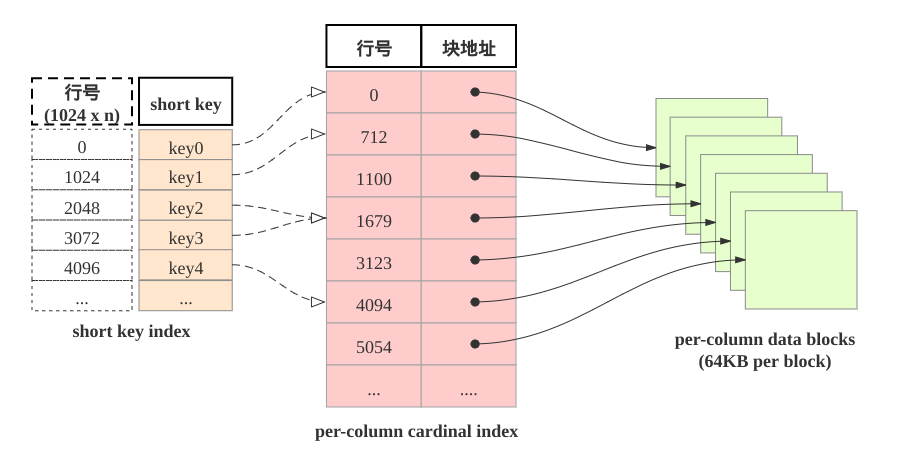 行号
(1024 x n)
short key
0
key0
1024
key1
2048
key2
3072
key3
4096
key4
...
...
short key index
行号
块地址
0
712
1100
1679
3123
4094
5054
...
....
per-column cardinal index
per-column data blocks
(64KB per block)